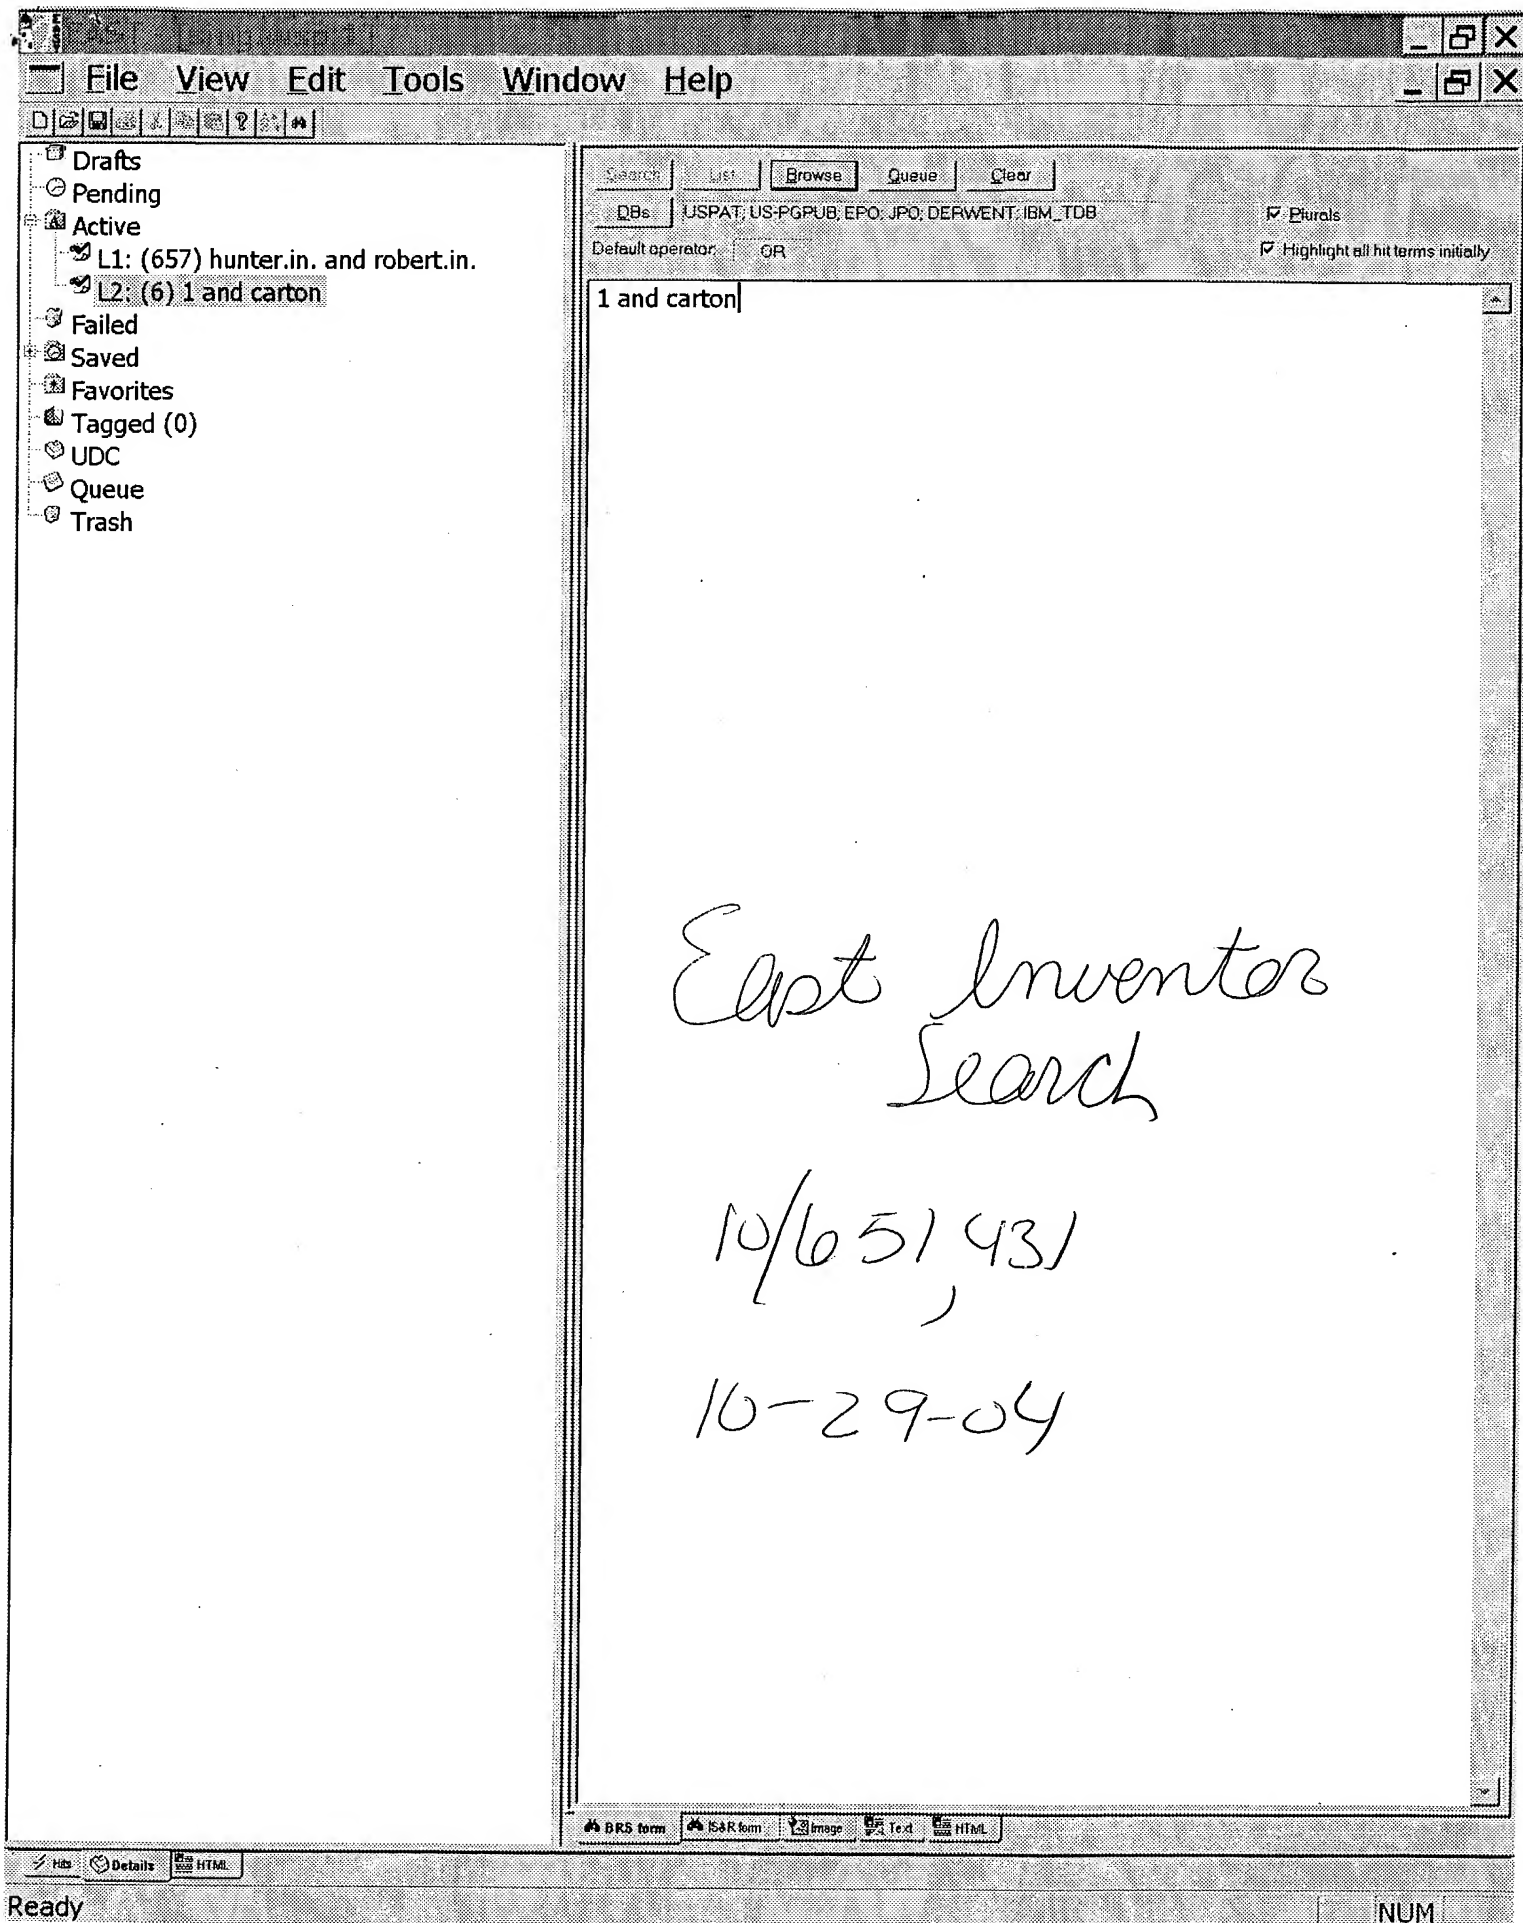 File View Edit Tools Window Help
Drafts
Pending
Active
L1: (657) hunter.in. and robert.in.
L2: (6) 1 and carton
Failed
Saved
Favorites
Tagged (0)
UDC
Queue
Trash
Search List Browse Queue Clear
DBs USPAT; US-PGPUB; EPO; JPO; DERWENT; IBM_TDB Plurals
Default operator: OR Highlight all hit terms initially
1 and carton
East Inventor
Search
10/651,431
10-29-04
BRS form IS&R form Image Text HTML
Hits Details HTML
Ready NUM